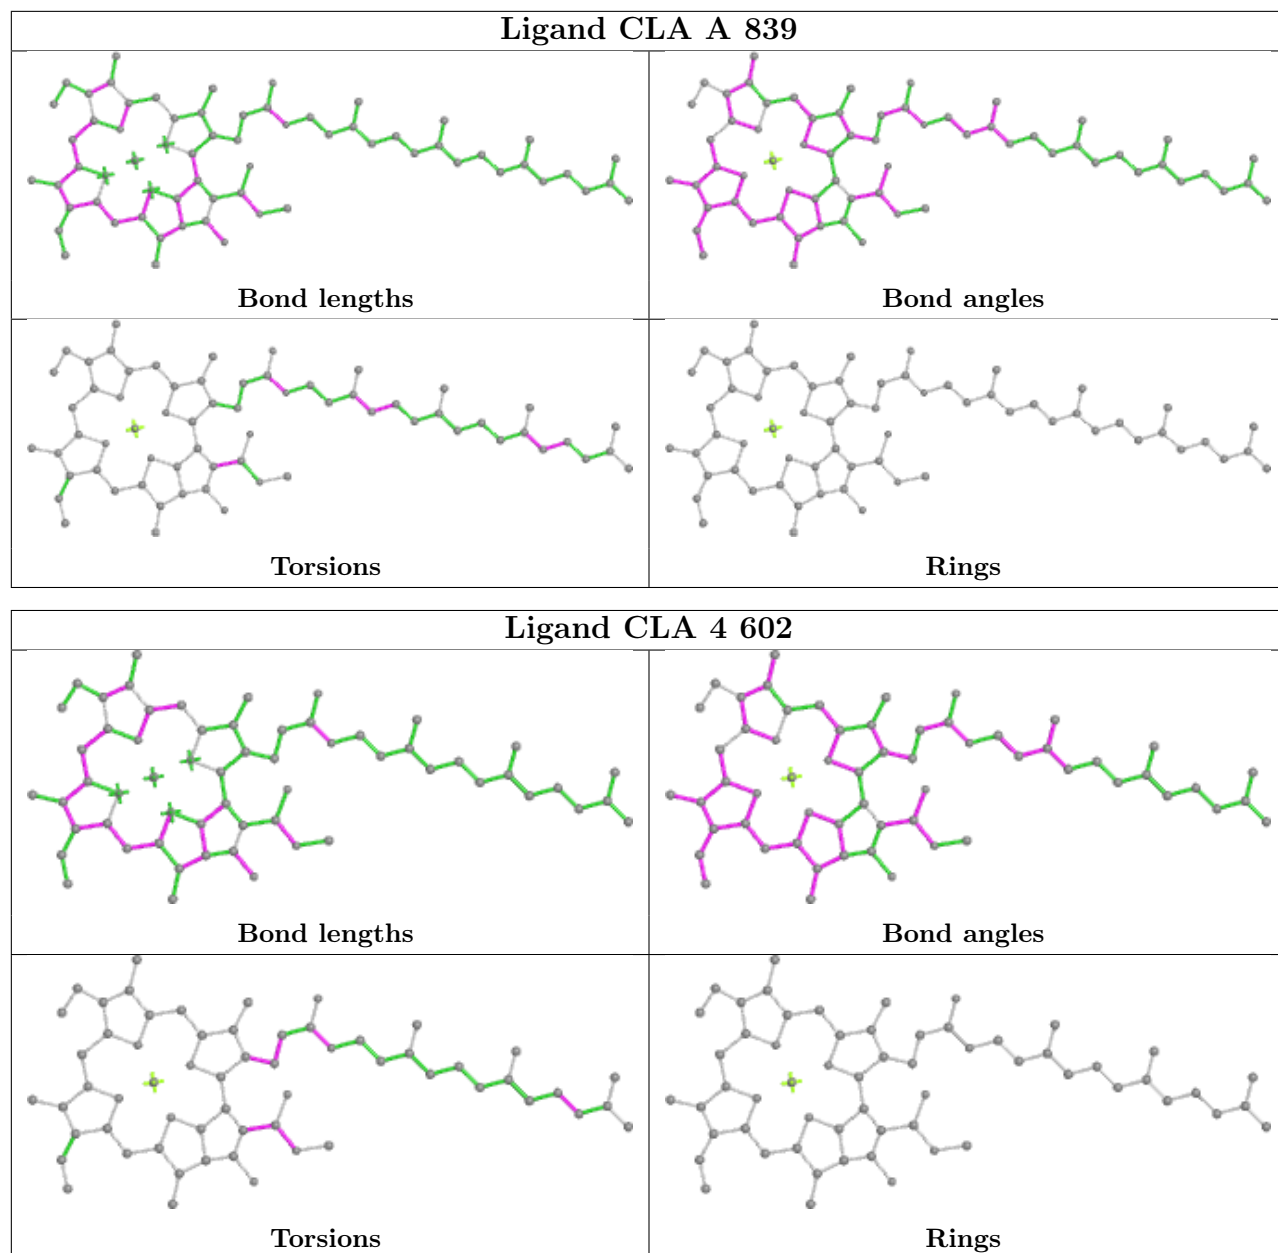 Ligand CLA A 839
Bond lengths
Bond angles
Torsions
Rings
Ligand CLA 4 602
Bond lengths
Bond angles
Torsions
Rings